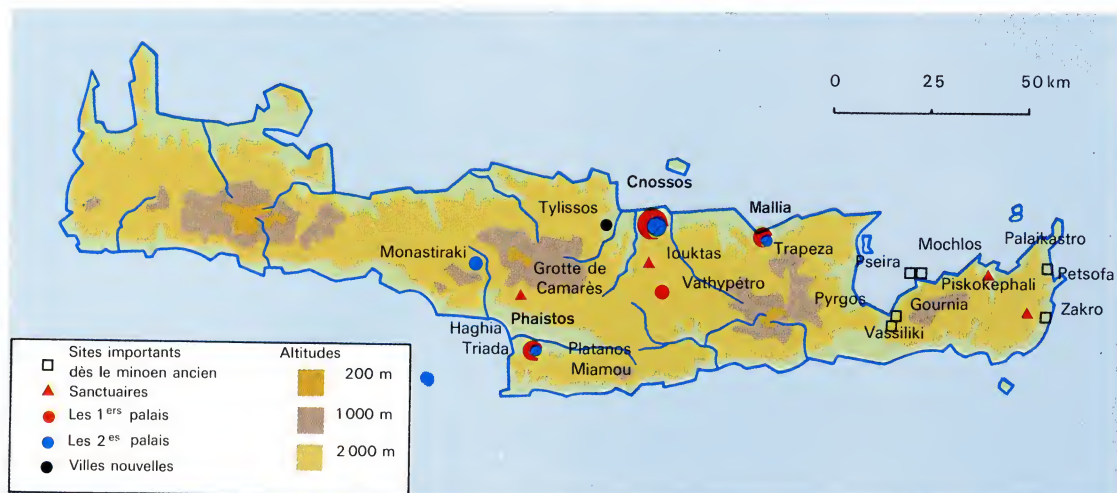 0 25 50 km
Cnossos
Tylissos
Mallia
Trapeza
Monastiraki
Iouktas
Grotte de
Camarès
Vathypétro
Pseira
Mochlos
Palaikastro
Petsofa
Piskokephali
Pyrgos
Gournia
Zakro
Vassiliki
Phaistos
Haghia
Triada
Platanos
Miamou
Sites importants
dès le minoen ancien
Sanctuaires
Les 1ers palais
Les 2es palais
Villes nouvelles
Altitudes
200 m
1 000 m
2 000 m